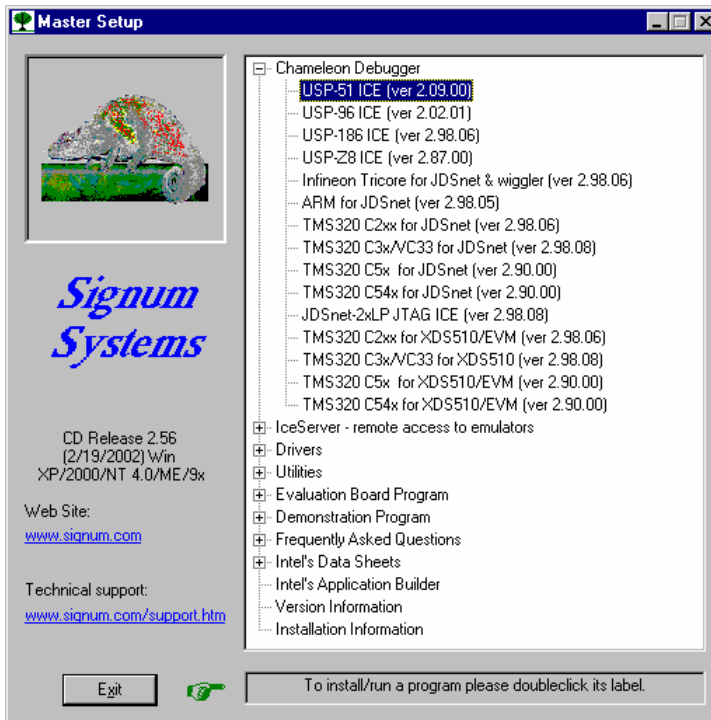 Master Setup
Chameleon Debugger
USP-51 ICE (ver 2.09.00)
USP-96 ICE (ver 2.02.01)
USP-186 ICE (ver 2.98.06)
USP-Z8 ICE (ver 2.87.00)
Infineon Tricore for JDSnet & wiggler (ver 2.98.06)
ARM for JDSnet (ver 2.98.05)
TMS320 C2xx for JDSnet (ver 2.98.06)
TMS320 C3x/VC33 for JDSnet (ver 2.98.08)
TMS320 C5x  for JDSnet (ver 2.90.00)
TMS320 C54x for JDSnet (ver 2.90.00)
JDSnet-2xLP JTAG ICE (ver 2.98.08)
TMS320 C2xx for XDS510/EVM (ver 2.98.06)
TMS320 C3x/VC33 for XDS510 (ver 2.98.08)
TMS320 C5x  for XDS510/EVM (ver 2.90.00)
TMS320 C54x for XDS510/EVM (ver 2.90.00)
IceServer - remote access to emulators
Drivers
Utilities
Evaluation Board Program
Demonstration Program
Frequently Asked Questions
Intel's Data Sheets
Intel's Application Builder
Version Information
Installation Information
Signum
Systems
CD Release 2.56
(2/19/2002) Win
XP/2000/NT 4.0/ME/9x
Web Site:
www.signum.com
Technical support:
www.signum.com/support.htm
Exit
To install/run a program please doubleclick its label.